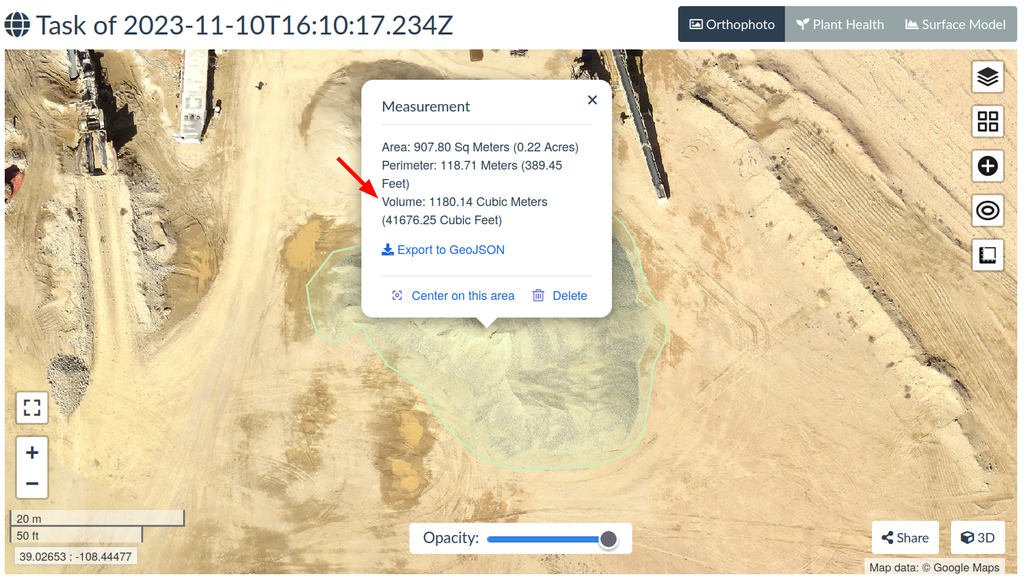 Task of 2023-11-10T16:10:17.234Z
Orthophoto
Plant Health
Surface Model
Measurement
Area: 907.80 Sq Meters (0.22 Acres)
Perimeter: 118.71 Meters (389.45
Feet)
Volume: 1180.14 Cubic Meters
(41676.25 Cubic Feet)
Export to GeoJSON
Center on this area
Delete
20 m
50 ft
39.02653 : -108.44477
Opacity:
Share
3D
Map data: © Google Maps